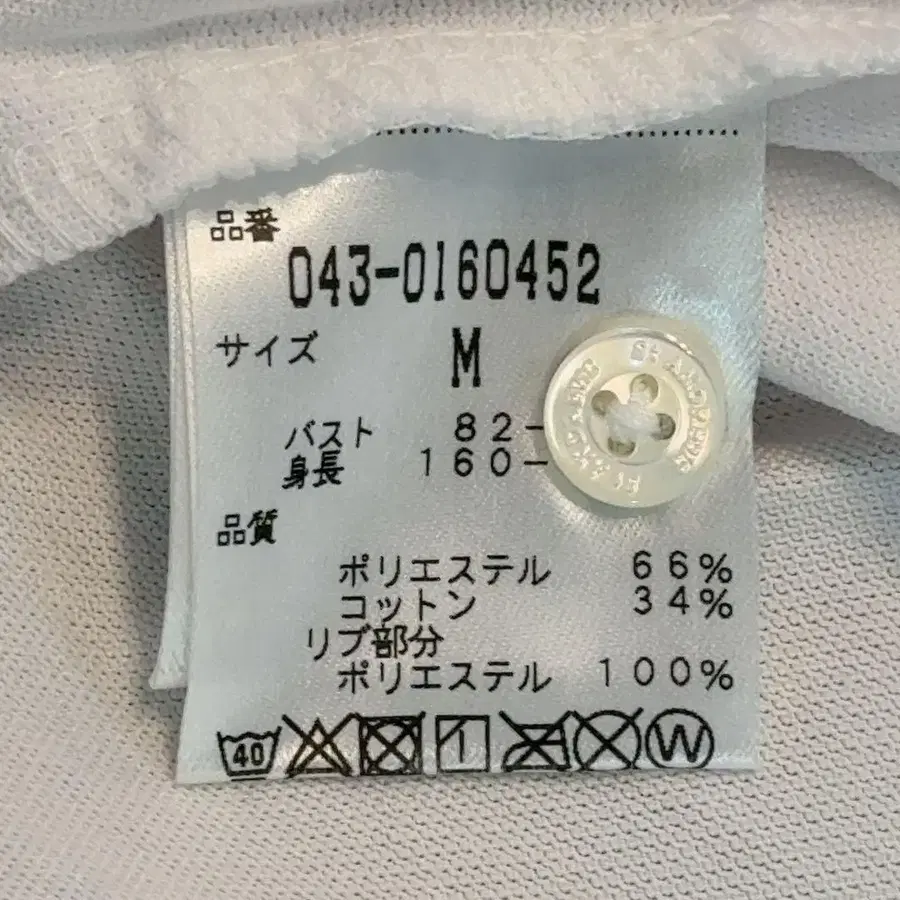 品番
043-0160452
サイズ M
バスト 82-
身長 160-
品質
ポリエステル 66%
コットン 34%
リブ部分
ポリエステル 100%
40 1 W